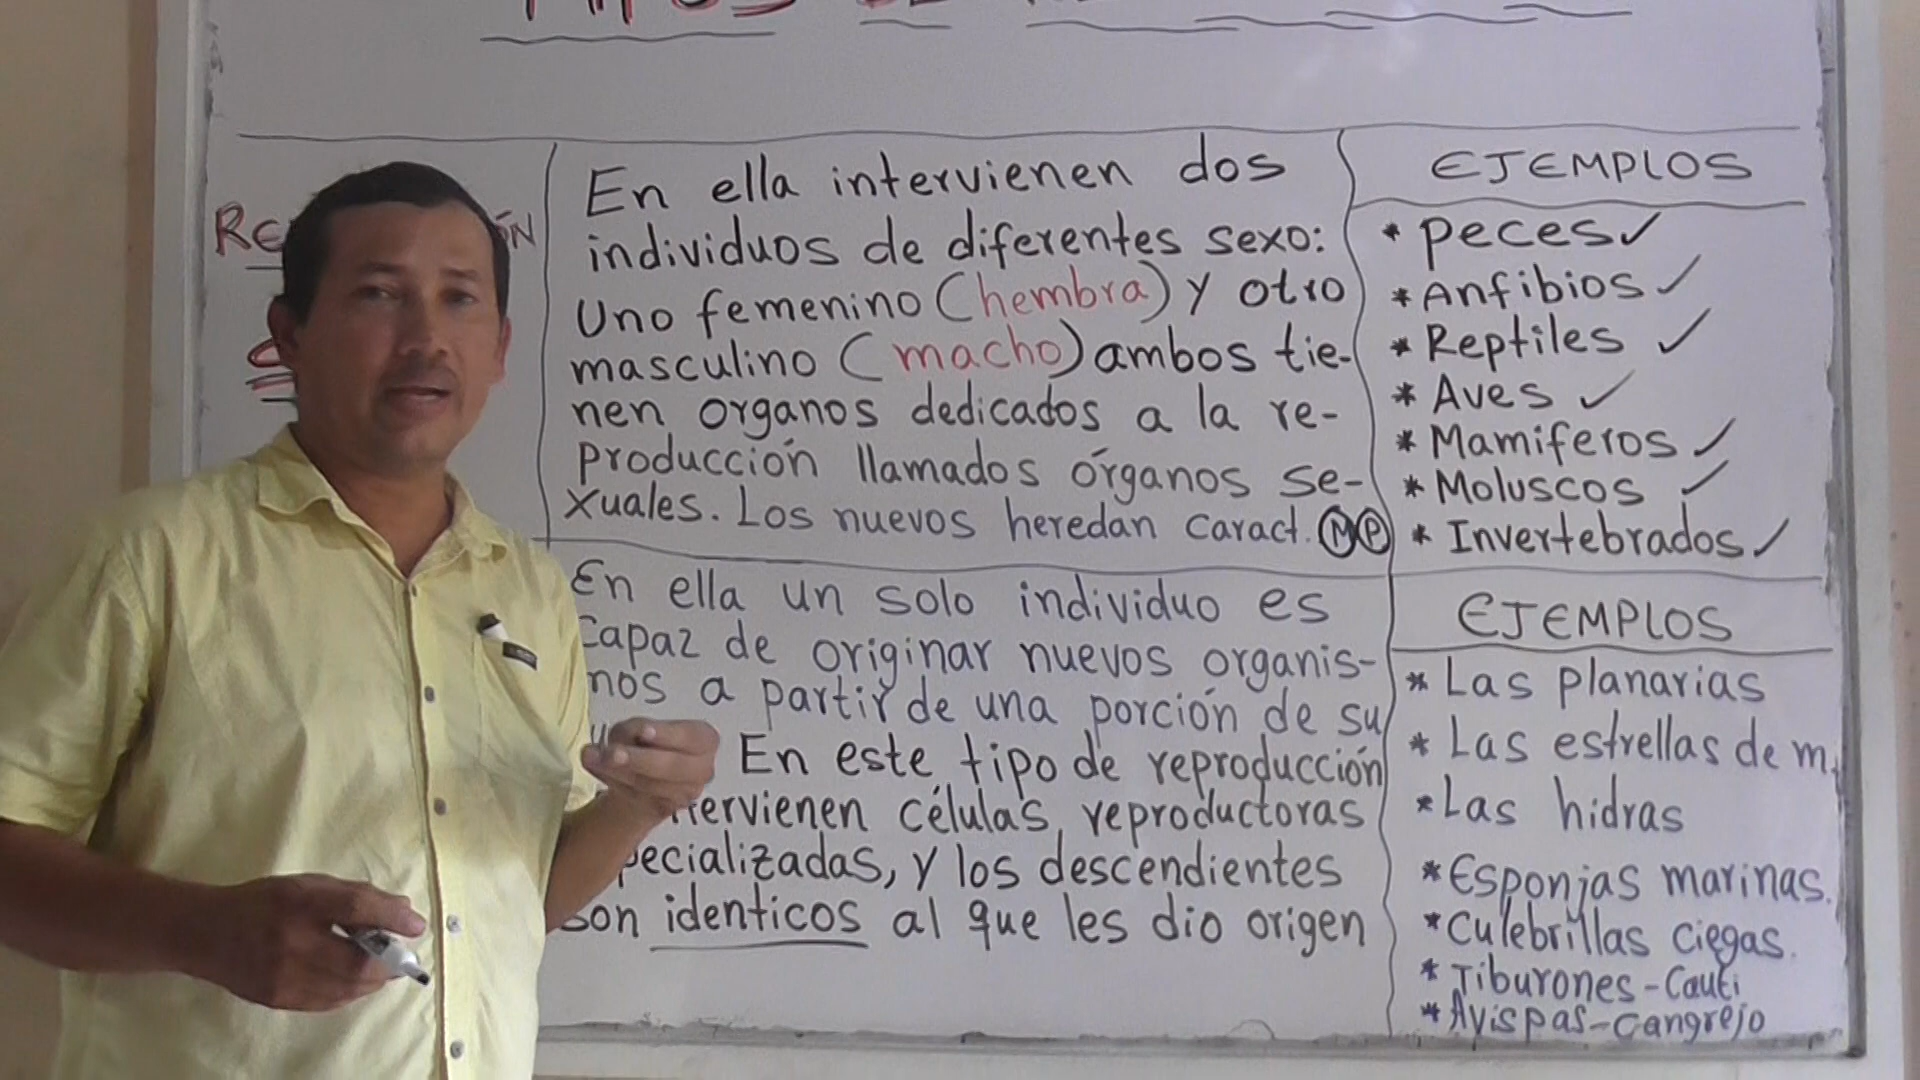 En ella intervienen dos
individuos de diferentes sexo:
Uno femenino (hembra) y otro
masculino (macho) ambos tie-
nen organos dedicados a la re-
producción llamados órganos se-
xuales. Los nuevos heredan caract. M P
EJEMPLOS
* peces ✓
* Anfibios ✓
* Reptiles ✓
* Aves ✓
* Mamiferos ✓
* Moluscos ✓
* Invertebrados ✓
En ella un solo individuo es
capaz de originar nuevos organis-
mos a partir de una porción de su
En este tipo de reproducción
células reproductoras
y los descendientes
son identicos al que les dio origen
EJEMPLOS
* Las planarias
* Las estrellas de m.
* Las hidras
* Esponjas marinas.
* Culebrillas ciegas.
* Tiburones - Cauti
* Avispas - Cangrejo